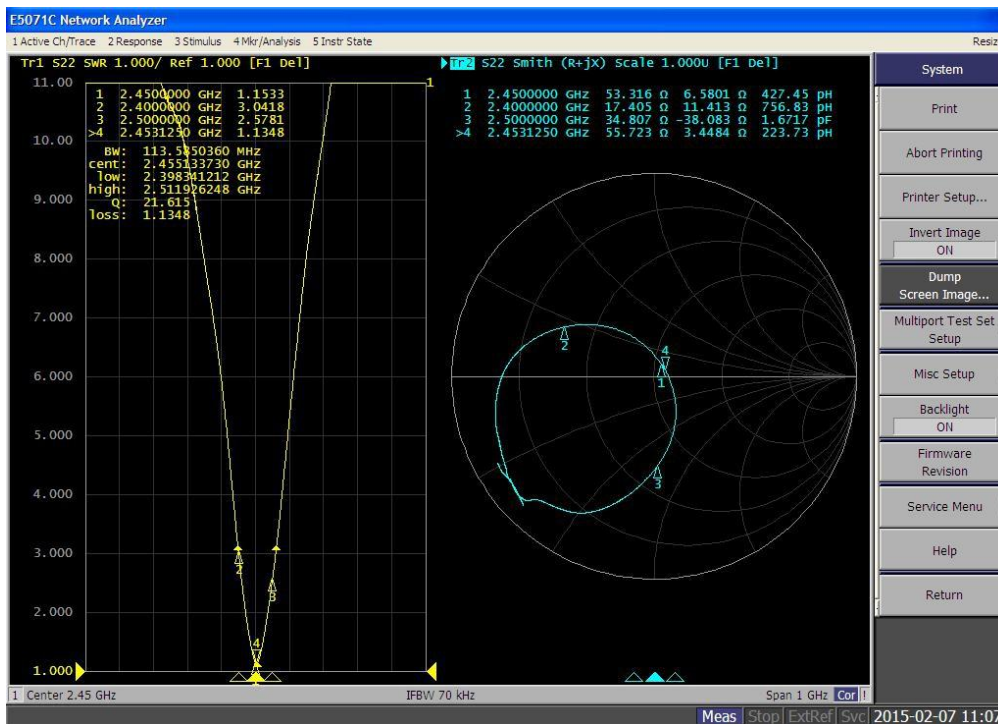 E5071C Network Analyzer
1 Active Ch/Trace 2 Response 3 Stimulus 4 Mkr/Analysis 5 Instr State
Resiz
Tr1 S22 SWR 1.000/ Ref 1.000 [F1 Del]
11.00
10.00
9.000
8.000
7.000
6.000
5.000
4.000
3.000
2.000
1.000
1 2.4500000 GHz 1.1533
2 2.4000000 GHz 3.0418
3 2.5000000 GHz 2.5781
>4 2.4531250 GHz 1.1348
BW: 113.5850360 MHz
cent: 2.455133730 GHz
low: 2.398341212 GHz
high: 2.511926248 GHz
Q: 21.615
loss: 1.1348
1
2
3
4
Tr2 S22 Smith (R+jX) Scale 1.000U [F1 Del]
1 2.4500000 GHz 53.316 Ω 6.5801 Ω 427.45 pH
2 2.4000000 GHz 17.405 Ω 11.413 Ω 756.83 pH
3 2.5000000 GHz 34.807 Ω -38.083 Ω 1.6717 pF
>4 2.4531250 GHz 55.723 Ω 3.4484 Ω 223.73 pH
2
4
1
3
System
Print
Abort Printing
Printer Setup...
Invert Image
ON
Dump
Screen Image...
Multiport Test Set
Setup
Misc Setup
Backlight
ON
Firmware
Revision
Service Menu
Help
Return
1 Center 2.45 GHz
IFBW 70 kHz
Span 1 GHz Cor !
Meas Stop ExtRef Svc 2015-02-07 11:07